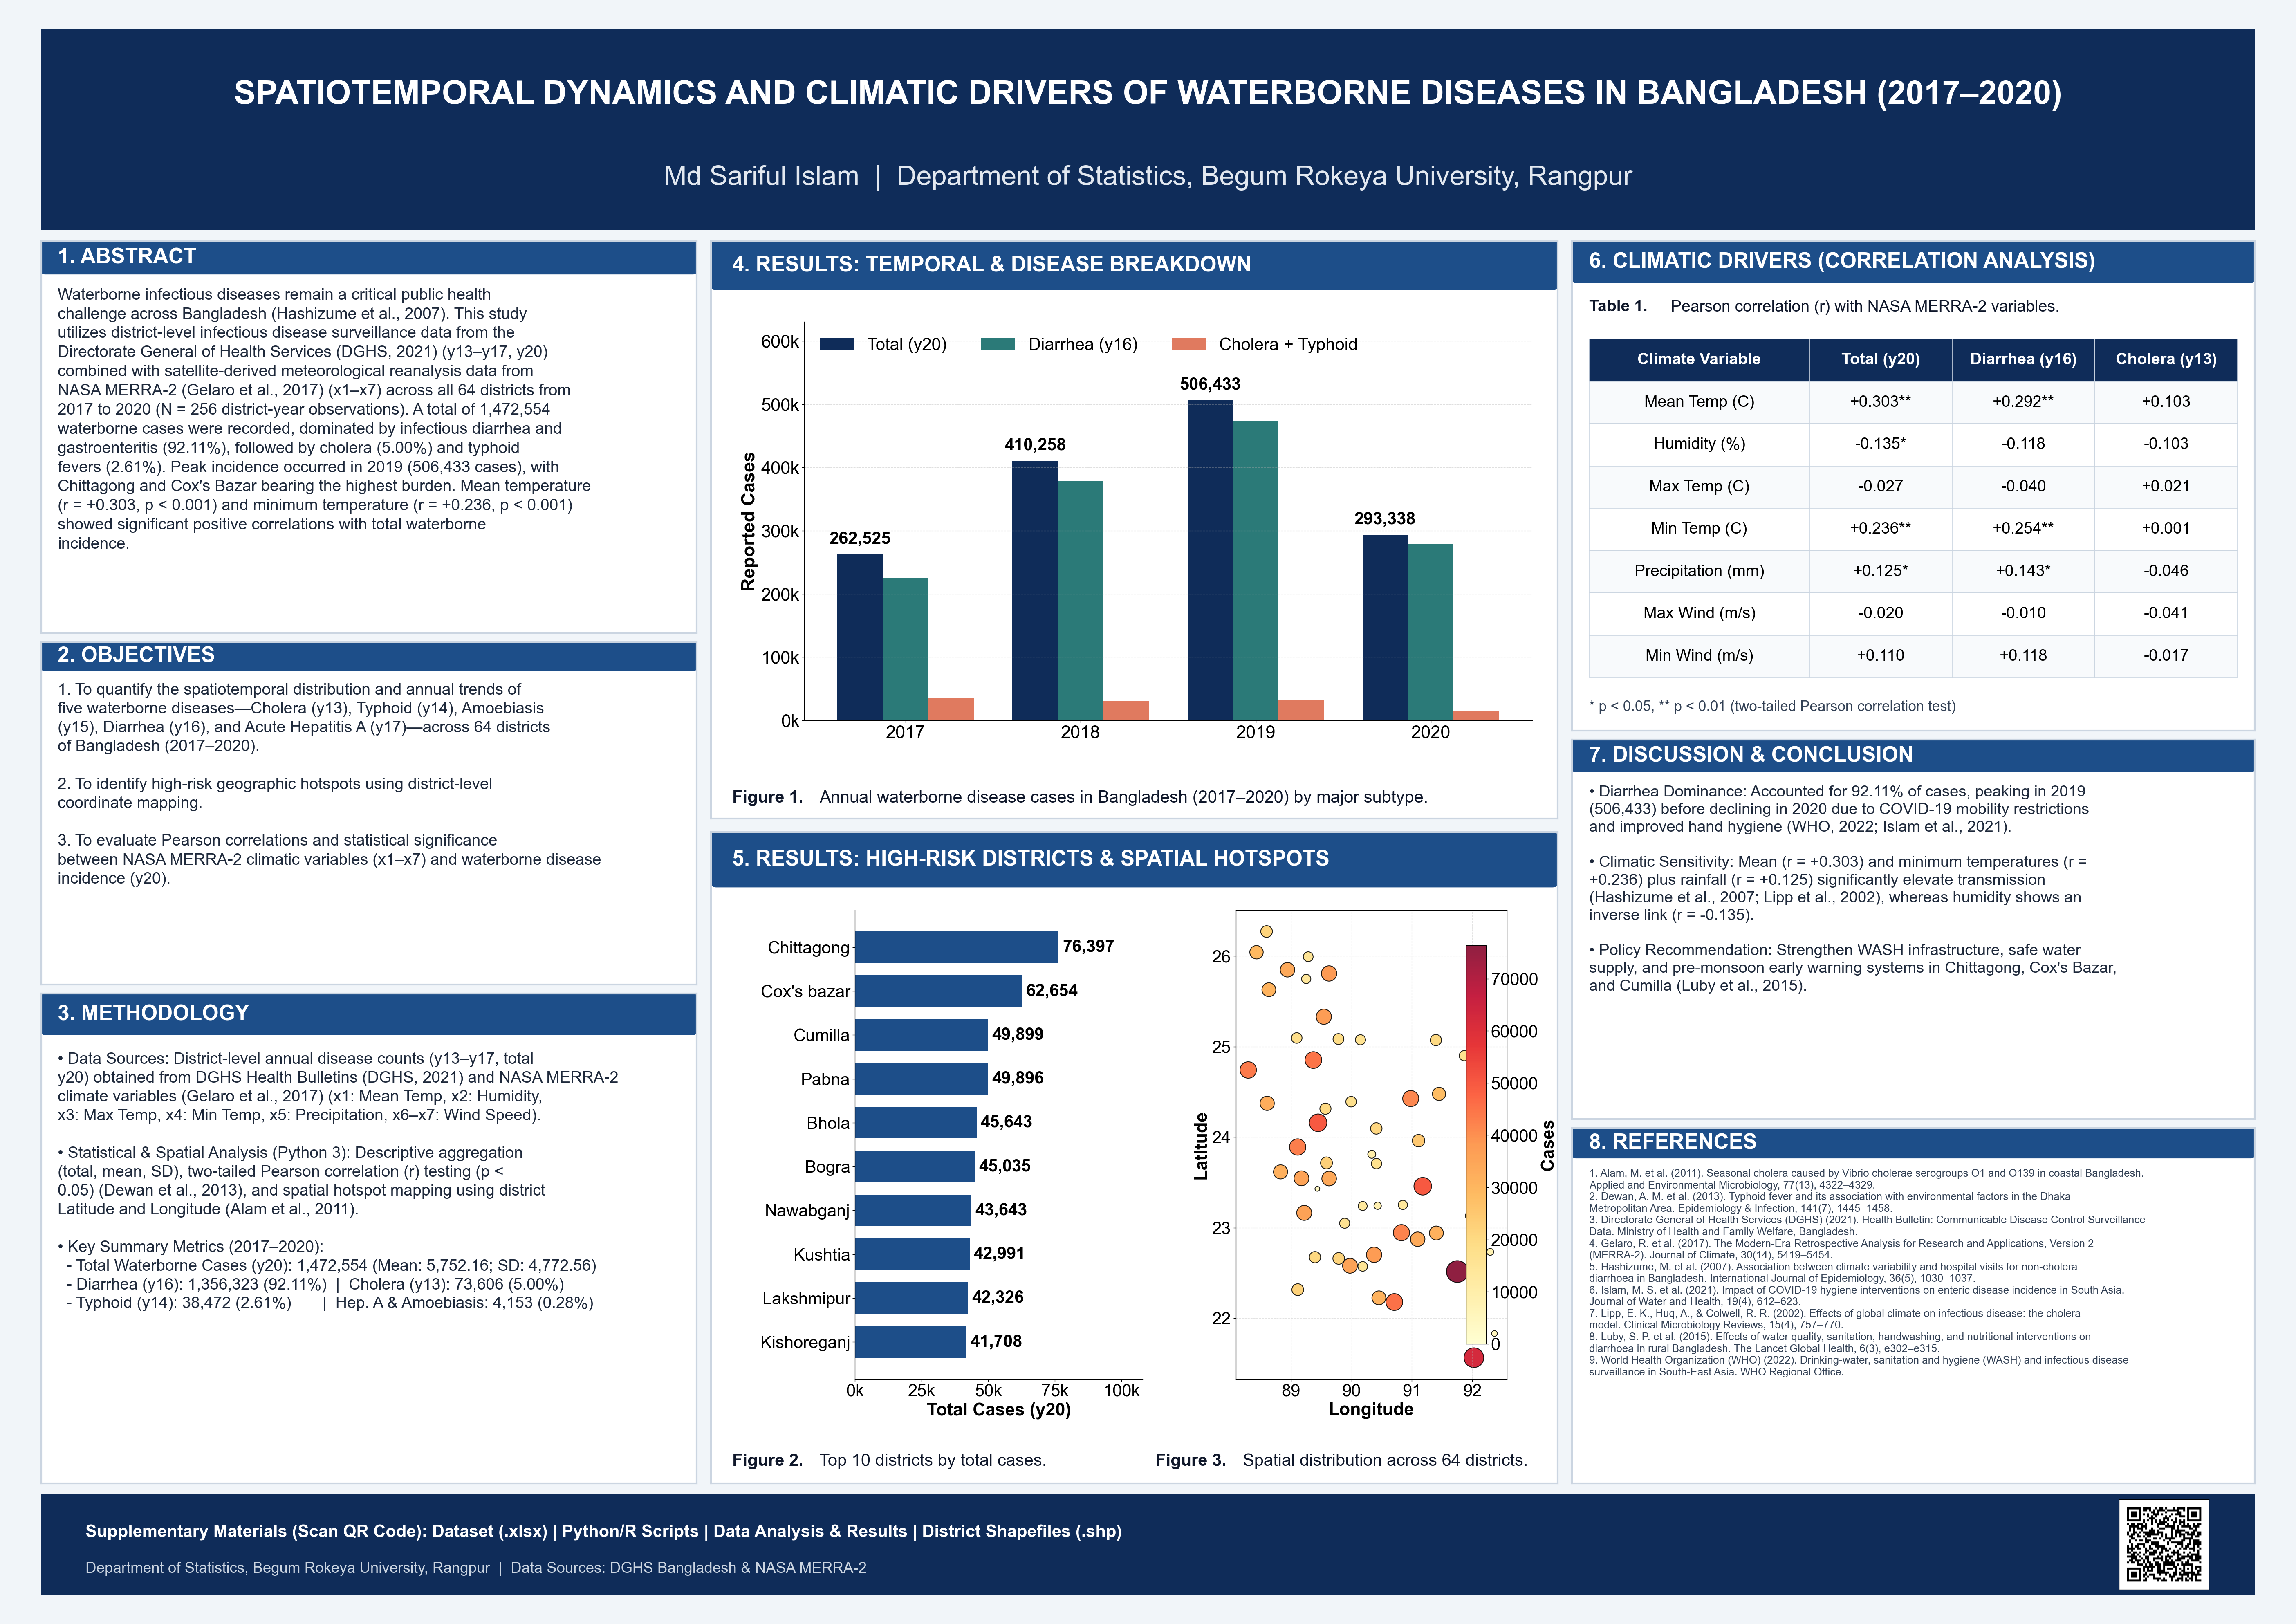 SPATIOTEMPORAL DYNAMICS AND CLIMATIC DRIVERS OF WATERBORNE DISEASES IN BANGLADESH (2017–2020)
Md Sariful Islam | Department of Statistics, Begum Rokeya University, Rangpur
1. ABSTRACT
Waterborne infectious diseases remain a critical public health
challenge across Bangladesh (Hashizume et al., 2007). This study
utilizes district-level infectious disease surveillance data from the
Directorate General of Health Services (DGHS, 2021) (y13–y17, y20)
combined with satellite-derived meteorological reanalysis data from
NASA MERRA-2 (Gelaro et al., 2017) (x1–x7) across all 64 districts from
2017 to 2020 (N = 256 district-year observations). A total of 1,472,554
waterborne cases were recorded, dominated by infectious diarrhea and
gastroenteritis (92.11%), followed by cholera (5.00%) and typhoid
fevers (2.61%). Peak incidence occurred in 2019 (506,433 cases), with
Chittagong and Cox's Bazar bearing the highest burden. Mean temperature
(r = +0.303, p < 0.001) and minimum temperature (r = +0.236, p < 0.001)
showed significant positive correlations with total waterborne
incidence.
2. OBJECTIVES
1. To quantify the spatiotemporal distribution and annual trends of
five waterborne diseases—Cholera (y13), Typhoid (y14), Amoebiasis
(y15), Diarrhea (y16), and Acute Hepatitis A (y17)—across 64 districts
of Bangladesh (2017–2020).
2. To identify high-risk geographic hotspots using district-level
coordinate mapping.
3. To evaluate Pearson correlations and statistical significance
between NASA MERRA-2 climatic variables (x1–x7) and waterborne disease
incidence (y20).
3. METHODOLOGY
• Data Sources: District-level annual disease counts (y13–y17, total
y20) obtained from DGHS Health Bulletins (DGHS, 2021) and NASA MERRA-2
climate variables (Gelaro et al., 2017) (x1: Mean Temp, x2: Humidity,
x3: Max Temp, x4: Min Temp, x5: Precipitation, x6–x7: Wind Speed).
• Statistical & Spatial Analysis (Python 3): Descriptive aggregation
(total, mean, SD), two-tailed Pearson correlation (r) testing (p <
0.05) (Dewan et al., 2013), and spatial hotspot mapping using district
Latitude and Longitude (Alam et al., 2011).
• Key Summary Metrics (2017–2020):
- Total Waterborne Cases (y20): 1,472,554 (Mean: 5,752.16; SD: 4,772.56)
- Diarrhea (y16): 1,356,323 (92.11%) | Cholera (y13): 73,606 (5.00%)
- Typhoid (y14): 38,472 (2.61%) | Hep. A & Amoebiasis: 4,153 (0.28%)
4. RESULTS: TEMPORAL & DISEASE BREAKDOWN
Total (y20) Diarrhea (y16) Cholera + Typhoid
Reported Cases
600k
500k
400k
300k
200k
100k
0k
262,525
410,258
506,433
293,338
2017 2018 2019 2020
Figure 1. Annual waterborne disease cases in Bangladesh (2017–2020) by major subtype.
5. RESULTS: HIGH-RISK DISTRICTS & SPATIAL HOTSPOTS
Chittagong 76,397
Cox's bazar 62,654
Cumilla 49,899
Pabna 49,896
Bhola 45,643
Bogra 45,035
Nawabganj 43,643
Kushtia 42,991
Lakshmipur 42,326
Kishoreganj 41,708
0k 25k 50k 75k 100k
Total Cases (y20)
Latitude
26
25
24
23
22
89 90 91 92
Longitude
70000
60000
50000
40000
30000
20000
10000
0
Cases
Figure 2. Top 10 districts by total cases.
Figure 3. Spatial distribution across 64 districts.
6. CLIMATIC DRIVERS (CORRELATION ANALYSIS)
Table 1. Pearson correlation (r) with NASA MERRA-2 variables.
Climate Variable Total (y20) Diarrhea (y16) Cholera (y13)
Mean Temp (C) +0.303** +0.292** +0.103
Humidity (%) -0.135* -0.118 -0.103
Max Temp (C) -0.027 -0.040 +0.021
Min Temp (C) +0.236** +0.254** +0.001
Precipitation (mm) +0.125* +0.143* -0.046
Max Wind (m/s) -0.020 -0.010 -0.041
Min Wind (m/s) +0.110 +0.118 -0.017
* p < 0.05, ** p < 0.01 (two-tailed Pearson correlation test)
7. DISCUSSION & CONCLUSION
• Diarrhea Dominance: Accounted for 92.11% of cases, peaking in 2019
(506,433) before declining in 2020 due to COVID-19 mobility restrictions
and improved hand hygiene (WHO, 2022; Islam et al., 2021).
• Climatic Sensitivity: Mean (r = +0.303) and minimum temperatures (r =
+0.236) plus rainfall (r = +0.125) significantly elevate transmission
(Hashizume et al., 2007; Lipp et al., 2002), whereas humidity shows an
inverse link (r = -0.135).
• Policy Recommendation: Strengthen WASH infrastructure, safe water
supply, and pre-monsoon early warning systems in Chittagong, Cox's Bazar,
and Cumilla (Luby et al., 2015).
8. REFERENCES
1. Alam, M. et al. (2011). Seasonal cholera caused by Vibrio cholerae serogroups O1 and O139 in coastal Bangladesh.
Applied and Environmental Microbiology, 77(13), 4322–4329.
2. Dewan, A. M. et al. (2013). Typhoid fever and its association with environmental factors in the Dhaka
Metropolitan Area. Epidemiology & Infection, 141(7), 1445–1458.
3. Directorate General of Health Services (DGHS) (2021). Health Bulletin: Communicable Disease Control Surveillance
Data. Ministry of Health and Family Welfare, Bangladesh.
4. Gelaro, R. et al. (2017). The Modern-Era Retrospective Analysis for Research and Applications, Version 2
(MERRA-2). Journal of Climate, 30(14), 5419–5454.
5. Hashizume, M. et al. (2007). Association between climate variability and hospital visits for non-cholera
diarrhoea in Bangladesh. International Journal of Epidemiology, 36(5), 1030–1037.
6. Islam, M. S. et al. (2021). Impact of COVID-19 hygiene interventions on enteric disease incidence in South Asia.
Journal of Water and Health, 19(4), 612–623.
7. Lipp, E. K., Huq, A., & Colwell, R. R. (2002). Effects of global climate on infectious disease: the cholera
model. Clinical Microbiology Reviews, 15(4), 757–770.
8. Luby, S. P. et al. (2015). Effects of water quality, sanitation, handwashing, and nutritional interventions on
diarrhoea in rural Bangladesh. The Lancet Global Health, 6(3), e302–e315.
9. World Health Organization (WHO) (2022). Drinking-water, sanitation and hygiene (WASH) and infectious disease
surveillance in South-East Asia. WHO Regional Office.
Supplementary Materials (Scan QR Code): Dataset (.xlsx) | Python/R Scripts | Data Analysis & Results | District Shapefiles (.shp)
Department of Statistics, Begum Rokeya University, Rangpur | Data Sources: DGHS Bangladesh & NASA MERRA-2